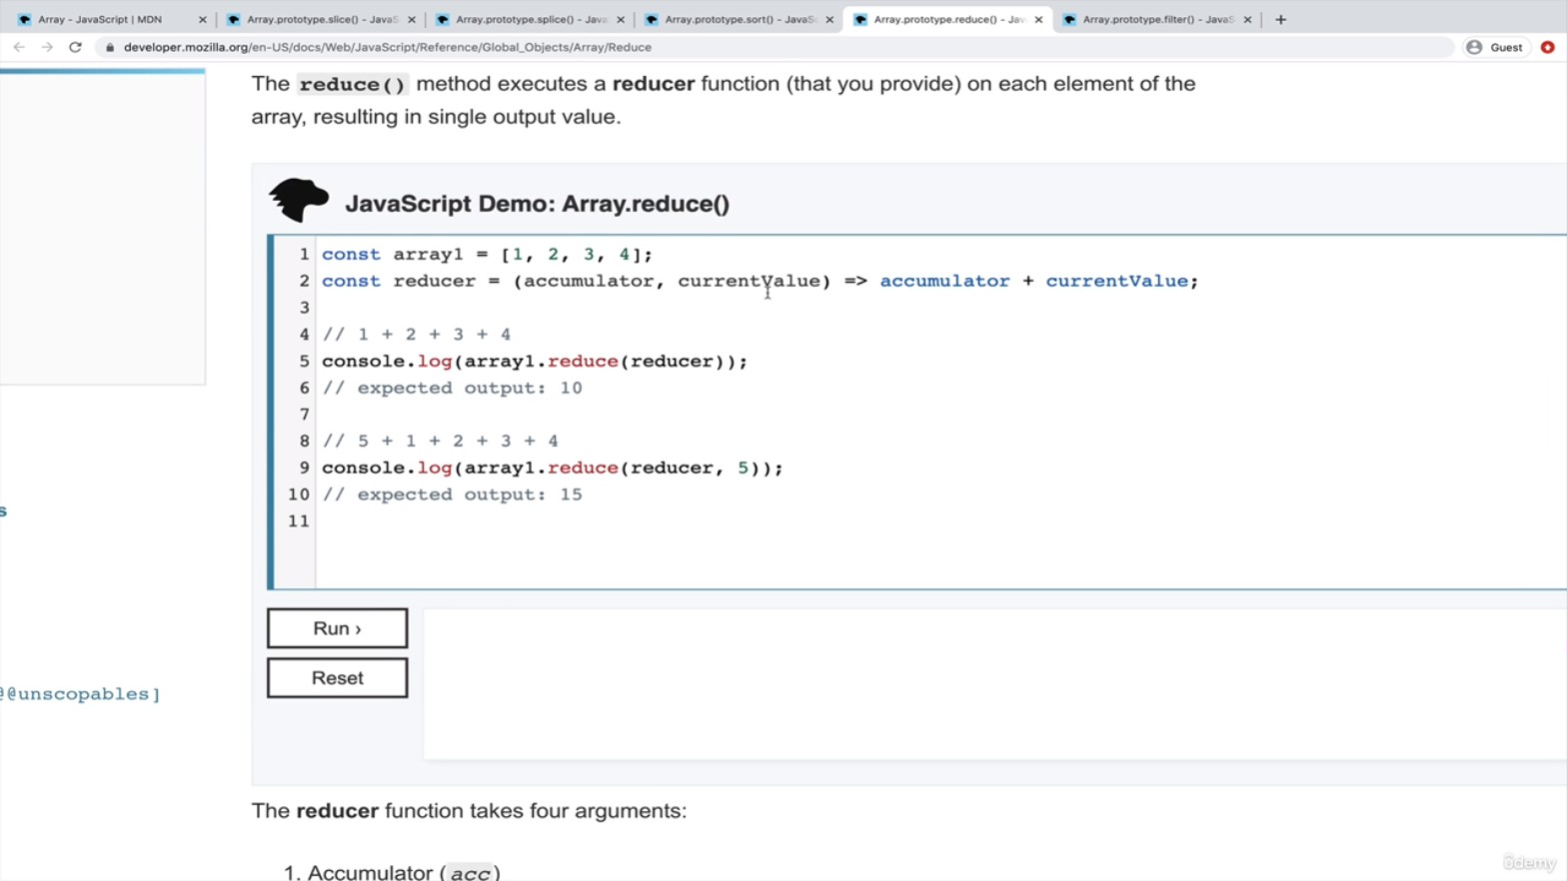 Array - JavaScript | MDN
Array.prototype.slice() - JavaS
Array.prototype.splice() - Java
Array.prototype.sort() - JavaSc
Array.prototype.reduce() - Jav
Array.prototype.filter() - JavaS
developer.mozilla.org/en-US/docs/Web/JavaScript/Reference/Global_Objects/Array/Reduce
Guest
The reduce() method executes a reducer function (that you provide) on each element of the
array, resulting in single output value.
JavaScript Demo: Array.reduce()
1 const array1 = [1, 2, 3, 4];
2 const reducer = (accumulator, currentValue) => accumulator + currentValue;
3
4 // 1 + 2 + 3 + 4
5 console.log(array1.reduce(reducer));
6 // expected output: 10
7
8 // 5 + 1 + 2 + 3 + 4
9 console.log(array1.reduce(reducer, 5));
10 // expected output: 15
11
s
Run ›
Reset
@@unscopables]
The reducer function takes four arguments:
1. Accumulator (acc)
ûdemy